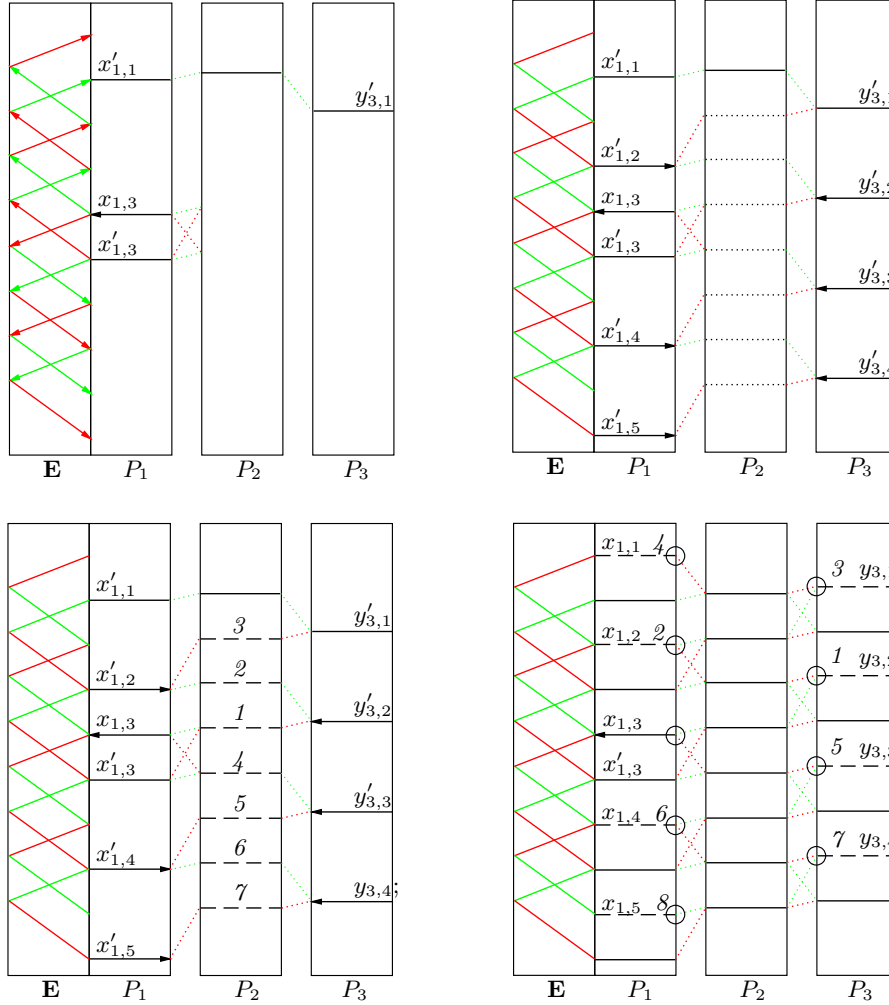 x′1,1
y′3,1
x1,3
x′1,3
E P1 P2 P3
x′1,1
y′3,1
x′1,2
y′3,2
x1,3
x′1,3
y′3,3
x′1,4
y′3,4
x′1,5
E P1 P2 P3
x′1,1
3 y′3,1
x′1,2 2
x1,3 1 y′3,2
x′1,3 4
5 y′3,3
x′1,4 6
7 y3,4;
x′1,5
E P1 P2 P3
x1,1 4
3 y3,1
x1,2 2
1 y3,2
x1,3
x′1,3 5 y3,3
x1,4 6
7 y3,4
x1,5 8
E P1 P2 P3